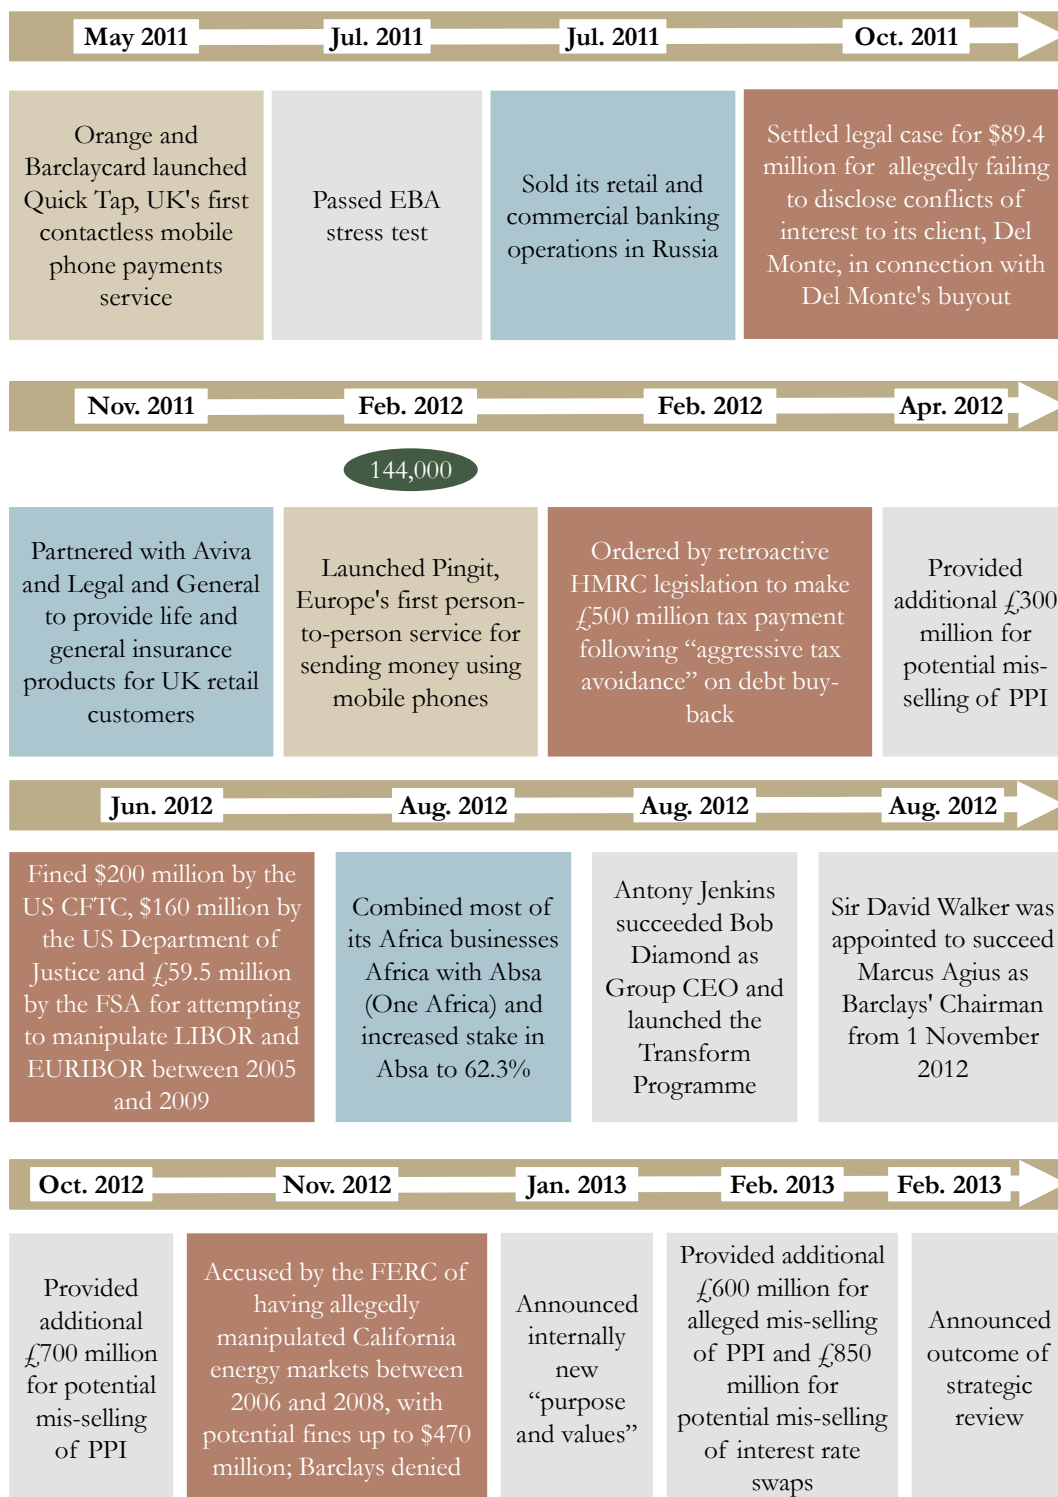 May 2011
Jul. 2011
Jul. 2011
Oct. 2011
Orange and
Barclaycard launched
Quick Tap, UK's first
contactless mobile
phone payments
service
Passed EBA
stress test
Sold its retail and
commercial banking
operations in Russia
Settled legal case for $89.4
million for allegedly failing
to disclose conflicts of
interest to its client, Del
Monte, in connection with
Del Monte's buyout
Nov. 2011
Feb. 2012
Feb. 2012
Apr. 2012
144,000
Partnered with Aviva
and Legal and General
to provide life and
general insurance
products for UK retail
customers
Launched Pingit,
Europe's first person-
to-person service for
sending money using
mobile phones
Ordered by retroactive
HMRC legislation to make
£500 million tax payment
following “aggressive tax
avoidance” on debt buy-
back
Provided
additional £300
million for
potential mis-
selling of PPI
Jun. 2012
Aug. 2012
Aug. 2012
Aug. 2012
Fined $200 million by the
US CFTC, $160 million by
the US Department of
Justice and £59.5 million
by the FSA for attempting
to manipulate LIBOR and
EURIBOR between 2005
and 2009
Combined most of
its Africa businesses
Africa with Absa
(One Africa) and
increased stake in
Absa to 62.3%
Antony Jenkins
succeeded Bob
Diamond as
Group CEO and
launched the
Transform
Programme
Sir David Walker was
appointed to succeed
Marcus Agius as
Barclays' Chairman
from 1 November
2012
Oct. 2012
Nov. 2012
Jan. 2013
Feb. 2013
Feb. 2013
Provided
additional
£700 million
for potential
mis-selling
of PPI
Accused by the FERC of
having allegedly
manipulated California
energy markets between
2006 and 2008, with
potential fines up to $470
million; Barclays denied
Announced
internally
new
“purpose
and values”
Provided additional
£600 million for
alleged mis-selling
of PPI and £850
million for
potential mis-selling
of interest rate
swaps
Announced
outcome of
strategic
review